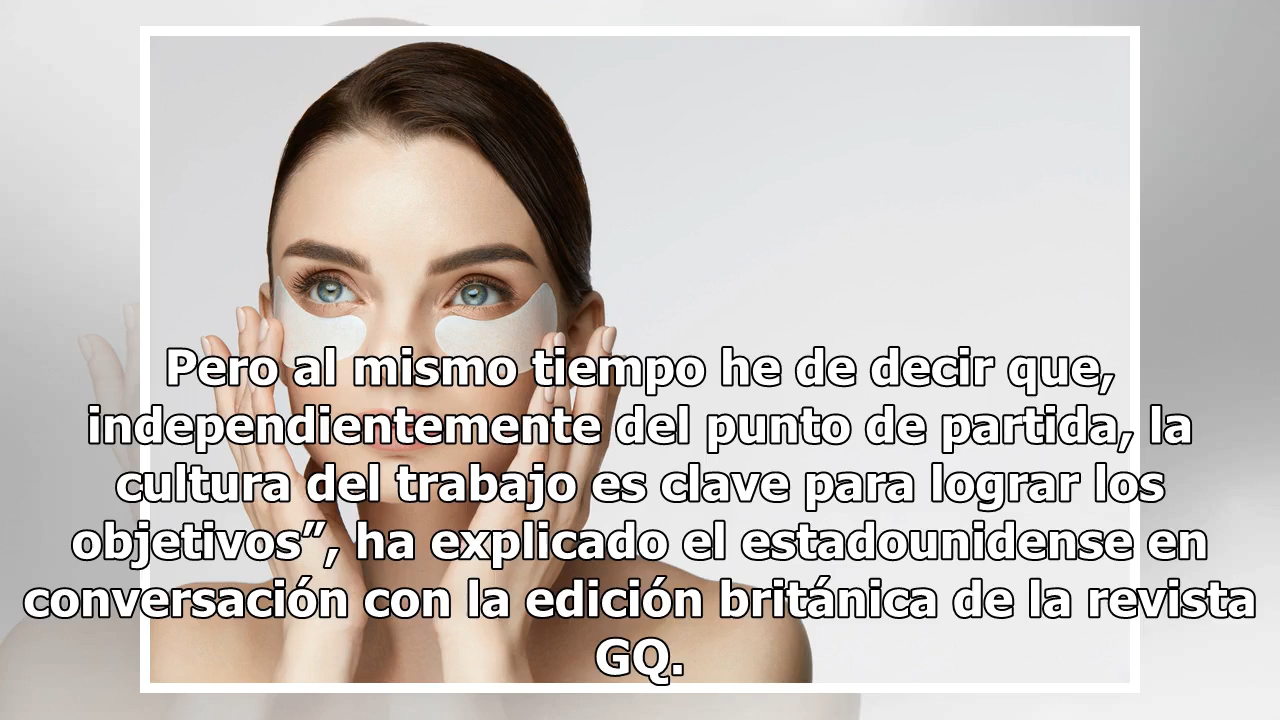 Pero al mismo tiempo he de decir que,
independientemente del punto de partida, la
cultura del trabajo es clave para lograr los
objetivos”, ha explicado el estadounidense en
conversación con la edición británica de la revista
GQ.